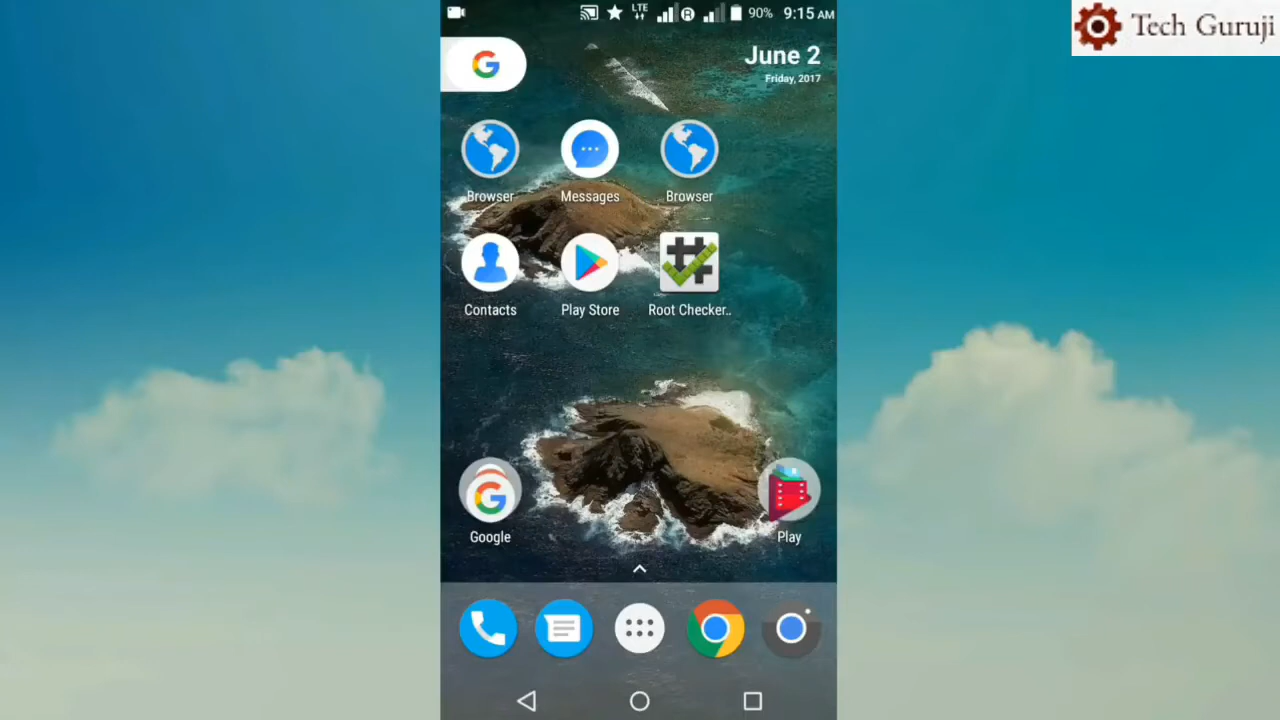 LTE 90% 9:15 AM
Tech Guruji
June 2
Friday, 2017
Browser Messages Browser
Contacts Play Store Root Checker..
Google Play